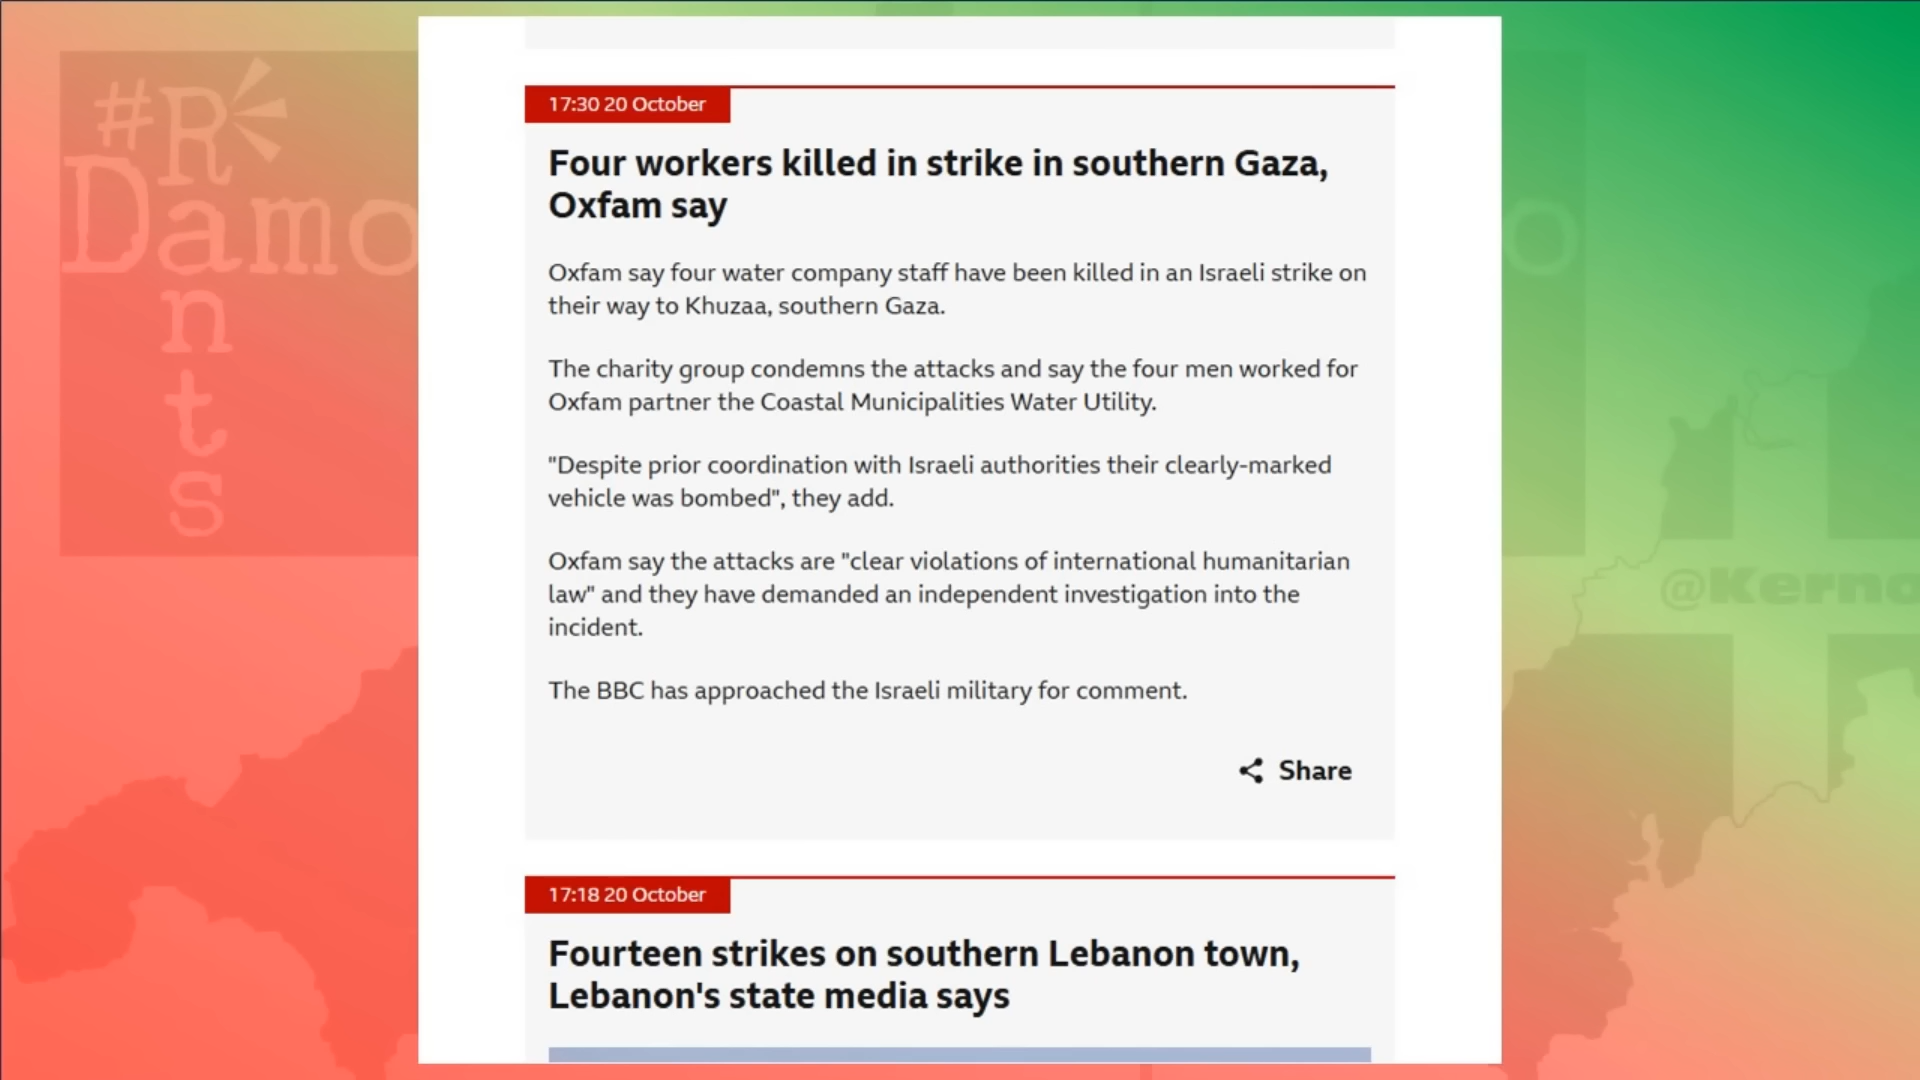 #R
Damo
n
t
s
o
@Kerno
17:30 20 October
Four workers killed in strike in southern Gaza,
Oxfam say
Oxfam say four water company staff have been killed in an Israeli strike on
their way to Khuzaa, southern Gaza.
The charity group condemns the attacks and say the four men worked for
Oxfam partner the Coastal Municipalities Water Utility.
"Despite prior coordination with Israeli authorities their clearly-marked
vehicle was bombed", they add.
Oxfam say the attacks are "clear violations of international humanitarian
law" and they have demanded an independent investigation into the
incident.
The BBC has approached the Israeli military for comment.
Share
17:18 20 October
Fourteen strikes on southern Lebanon town,
Lebanon's state media says